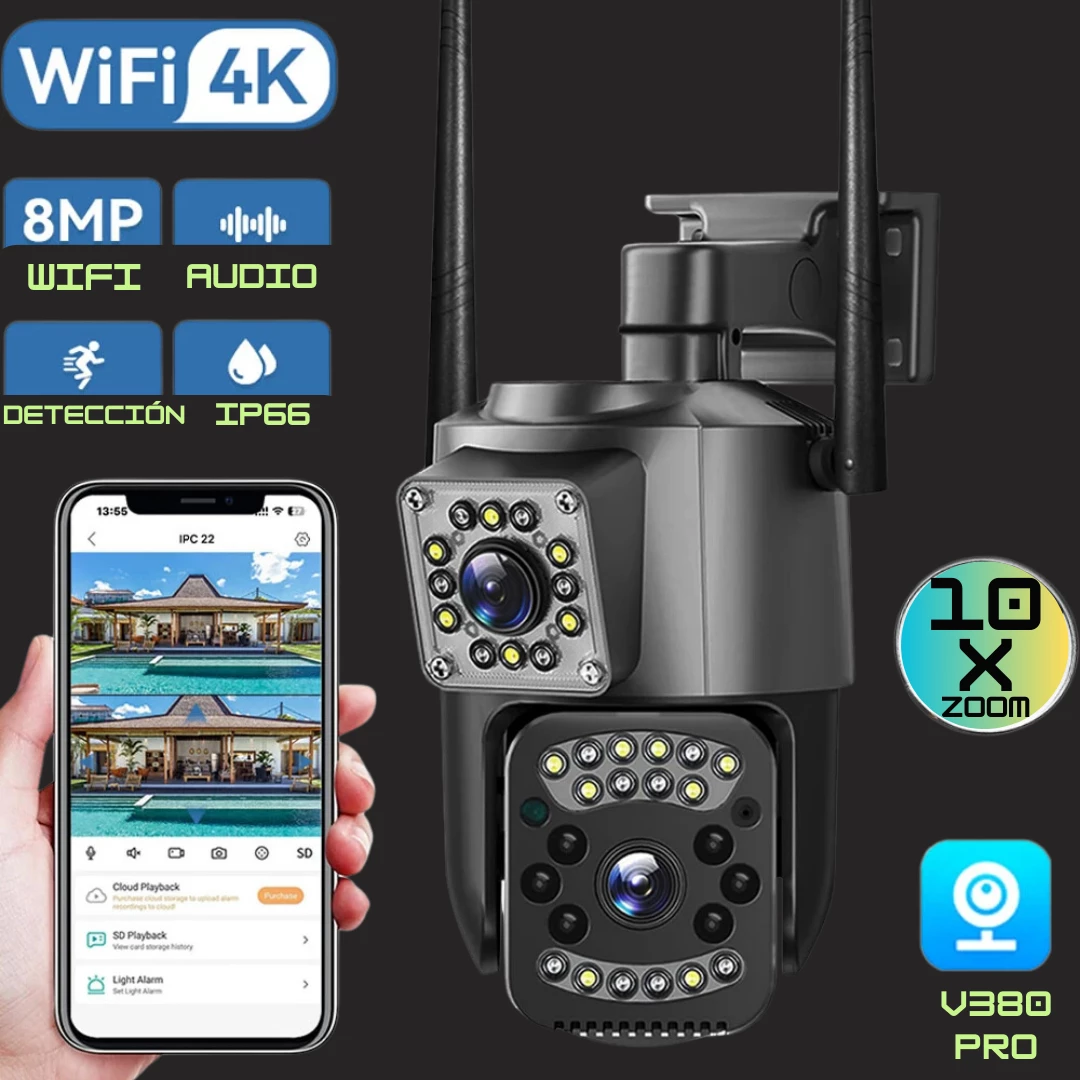 WiFi 4K
8MP
WIFI
AUDIO
DETECCIÓN
IP66
13:55
27
IPC 22
SD
Cloud Playback
Purchase cloud storage to upload alarm
recordings to cloud!
Purchase
SD Playback
View card storage history
Light Alarm
Set Light Alarm
10
X
ZOOM
V380
PRO